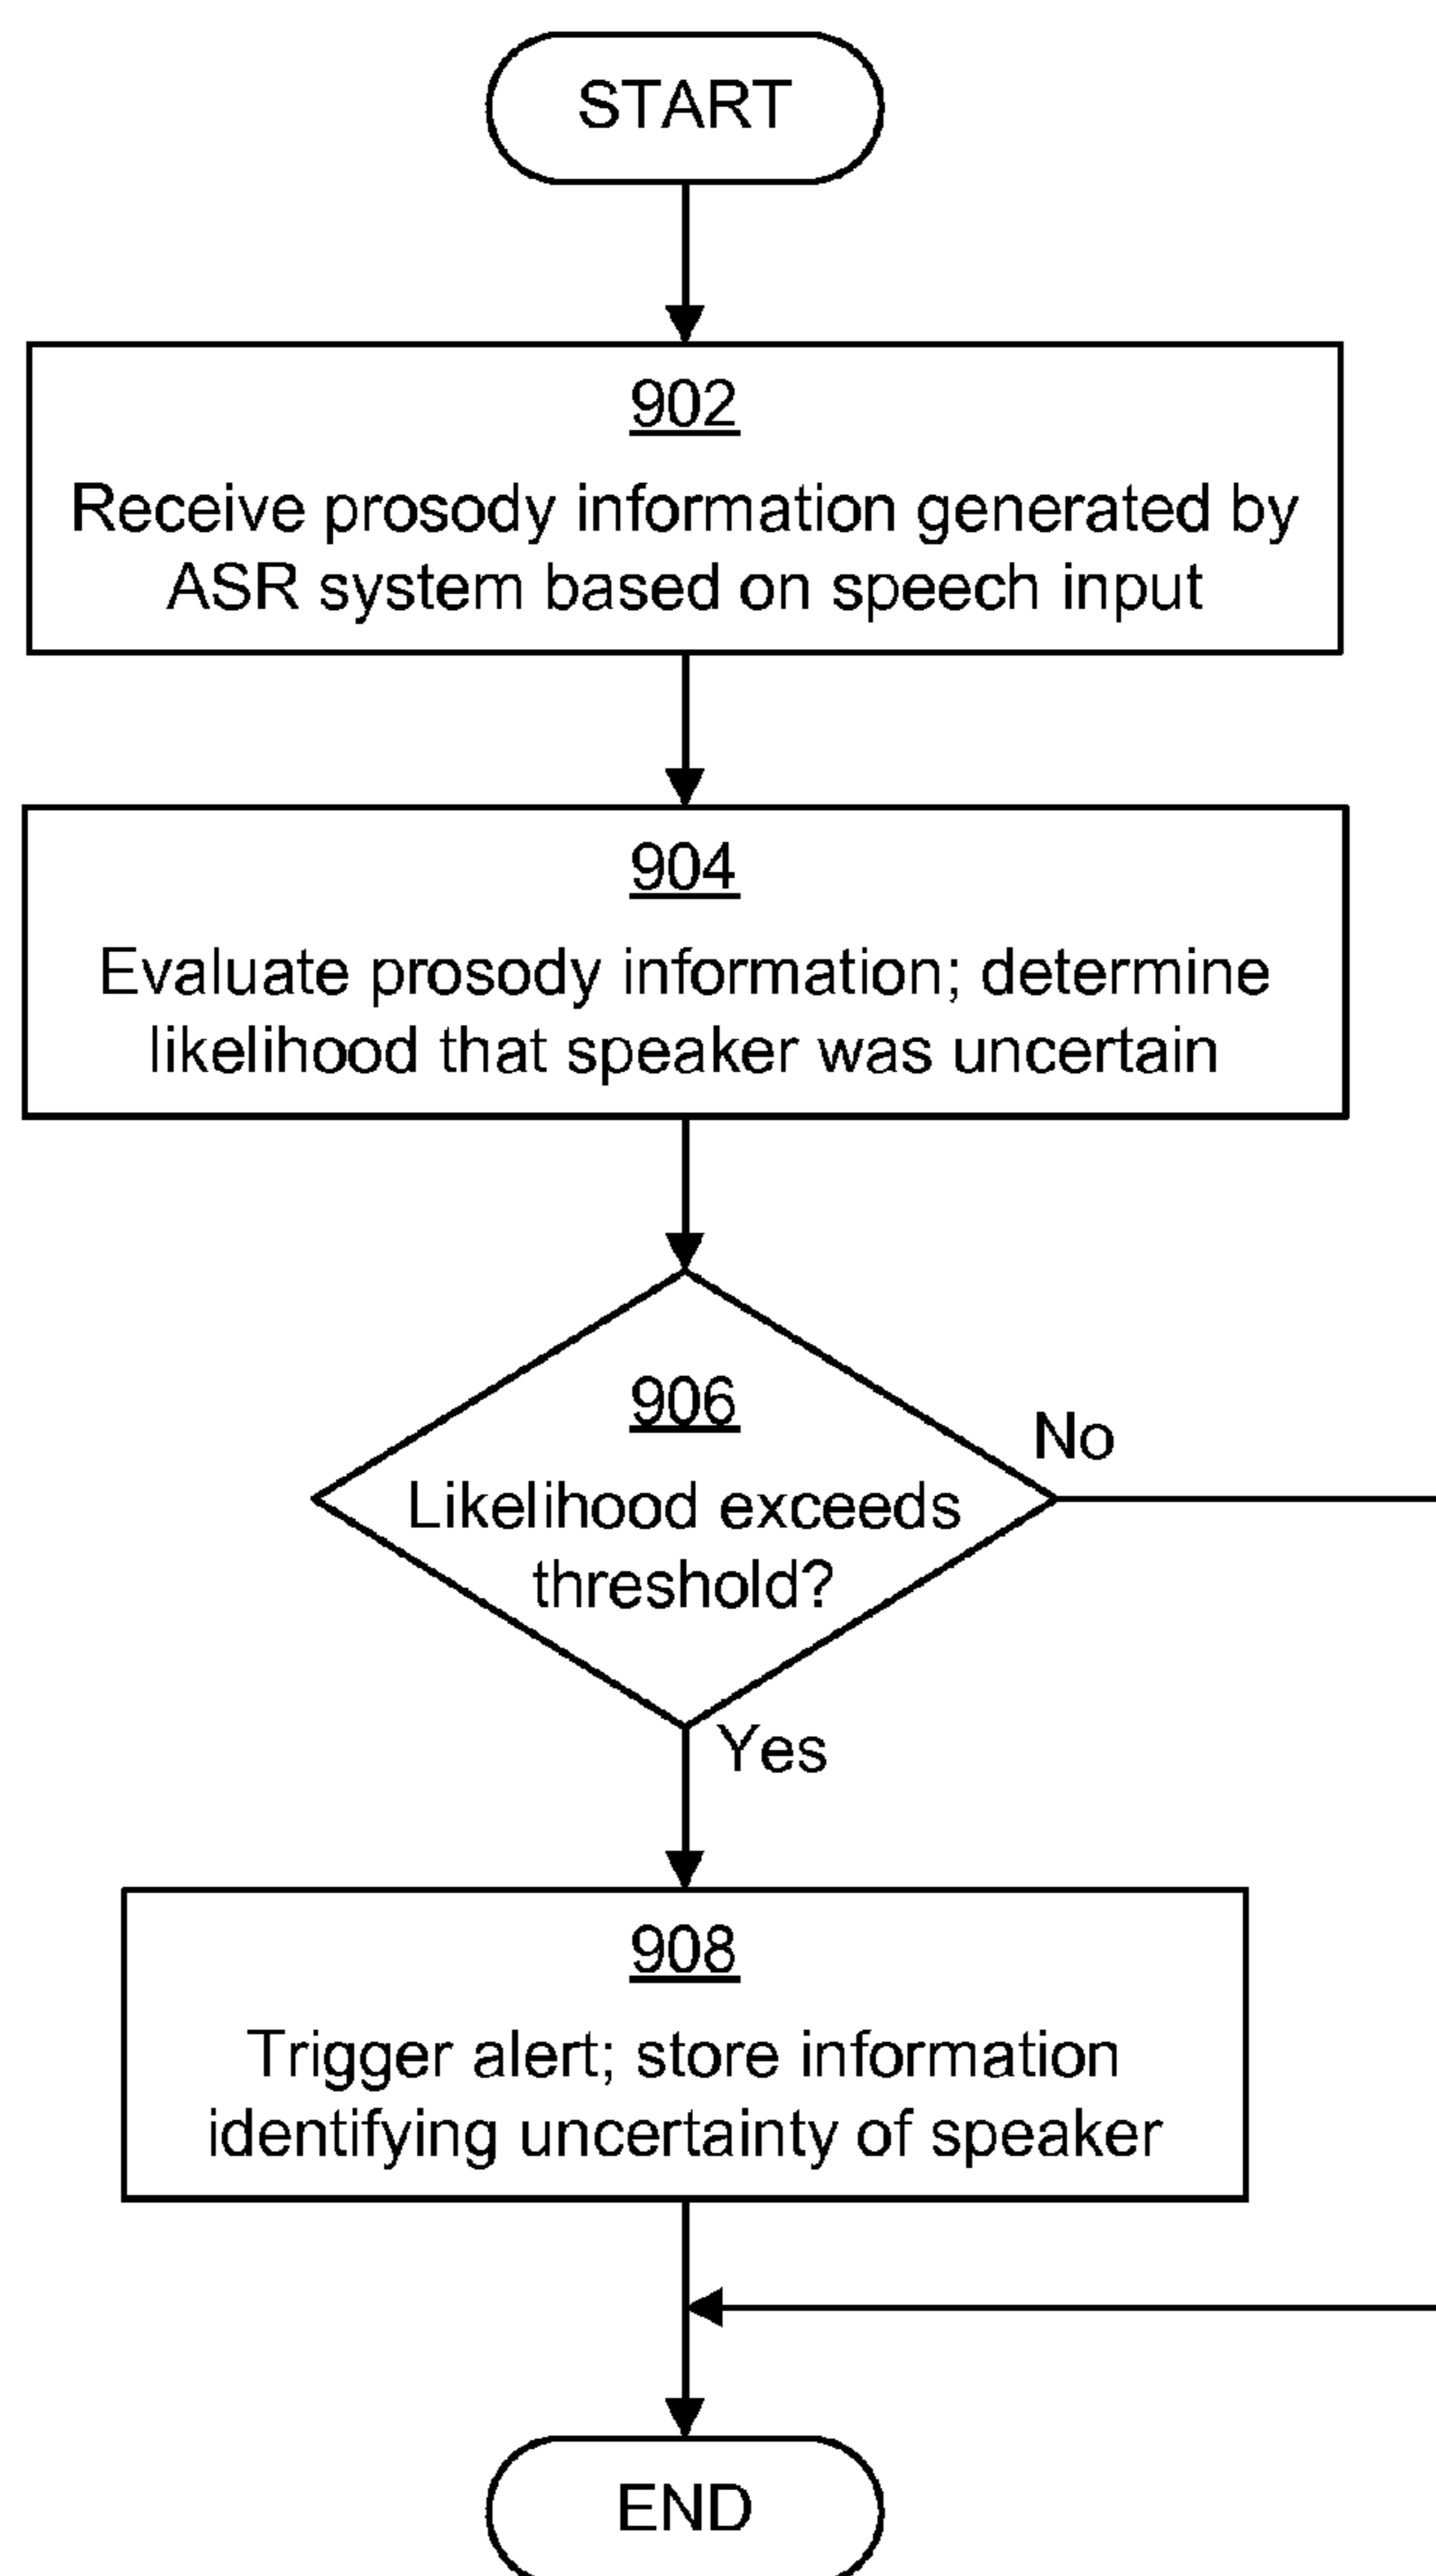 START
902
Receive prosody information generated by
ASR system based on speech input
904
Evaluate prosody information; determine
likelihood that speaker was uncertain
906
Likelihood exceeds
threshold?
No
Yes
908
Trigger alert; store information
identifying uncertainty of speaker
END